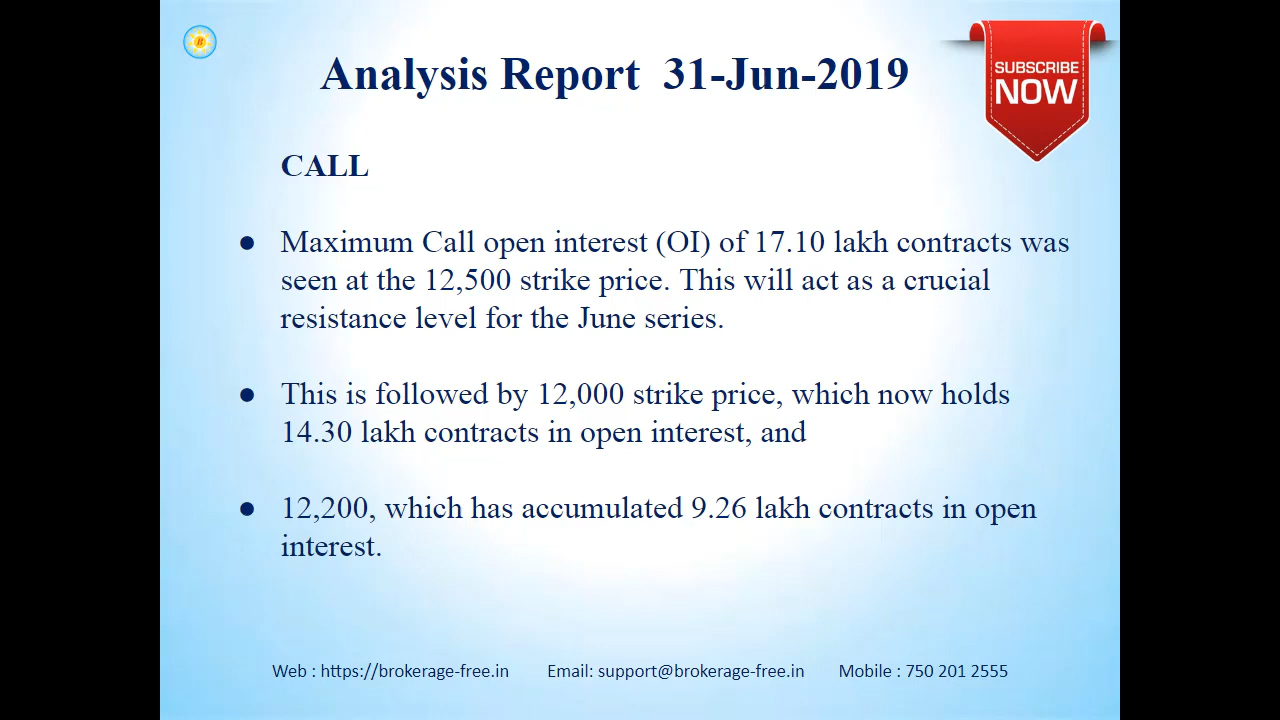 Analysis Report 31-Jun-2019
SUBSCRIBE
NOW
CALL
● Maximum Call open interest (OI) of 17.10 lakh contracts was
seen at the 12,500 strike price. This will act as a crucial
resistance level for the June series.
● This is followed by 12,000 strike price, which now holds
14.30 lakh contracts in open interest, and
● 12,200, which has accumulated 9.26 lakh contracts in open
interest.
Web : https://brokerage-free.in Email: support@brokerage-free.in Mobile : 750 201 2555